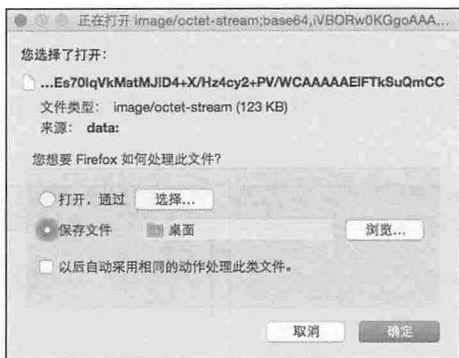 正在打开 image/octet-stream;base64,iVBORw0KGgoAAA...
您选择了打开:
...Es70IqVkMatMJID4+X/Hz4cy2+PV/WCAAAAAElFTkSuQmCC
文件类型: image/octet-stream (123 KB)
来源: data:
您想要 Firefox 如何处理此文件?
打开，通过 选择...
保存文件 桌面 浏览...
以后自动采用相同的动作处理此类文件。
取消 确定